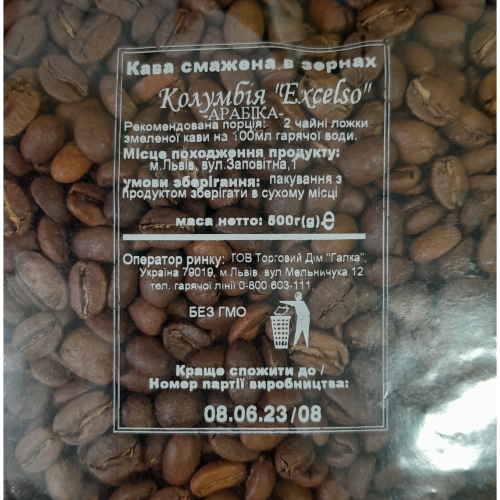 Кава смажена в зернах
Колумбія "Excelso"
-АРАБІКА-
Рекомендована порція: 2 чайні ложки
змеленої кави на 100мл гарячої води.
Місце походження продукту:
м.Львів, вул.Заповітна,1
умови зберігання: пакування з
продуктом зберігати в сухому місці
маса нетто: 500г(g) ℮
Оператор ринку: ТОВ Торговий Дім "Галка",
Україна 79019, м.Львів, вул Мельничука 12
тел. гарячої лінії 0-800 603-111
БЕЗ ГМО
Краще спожити до /
Номер партії виробництва:
08.06.23/08